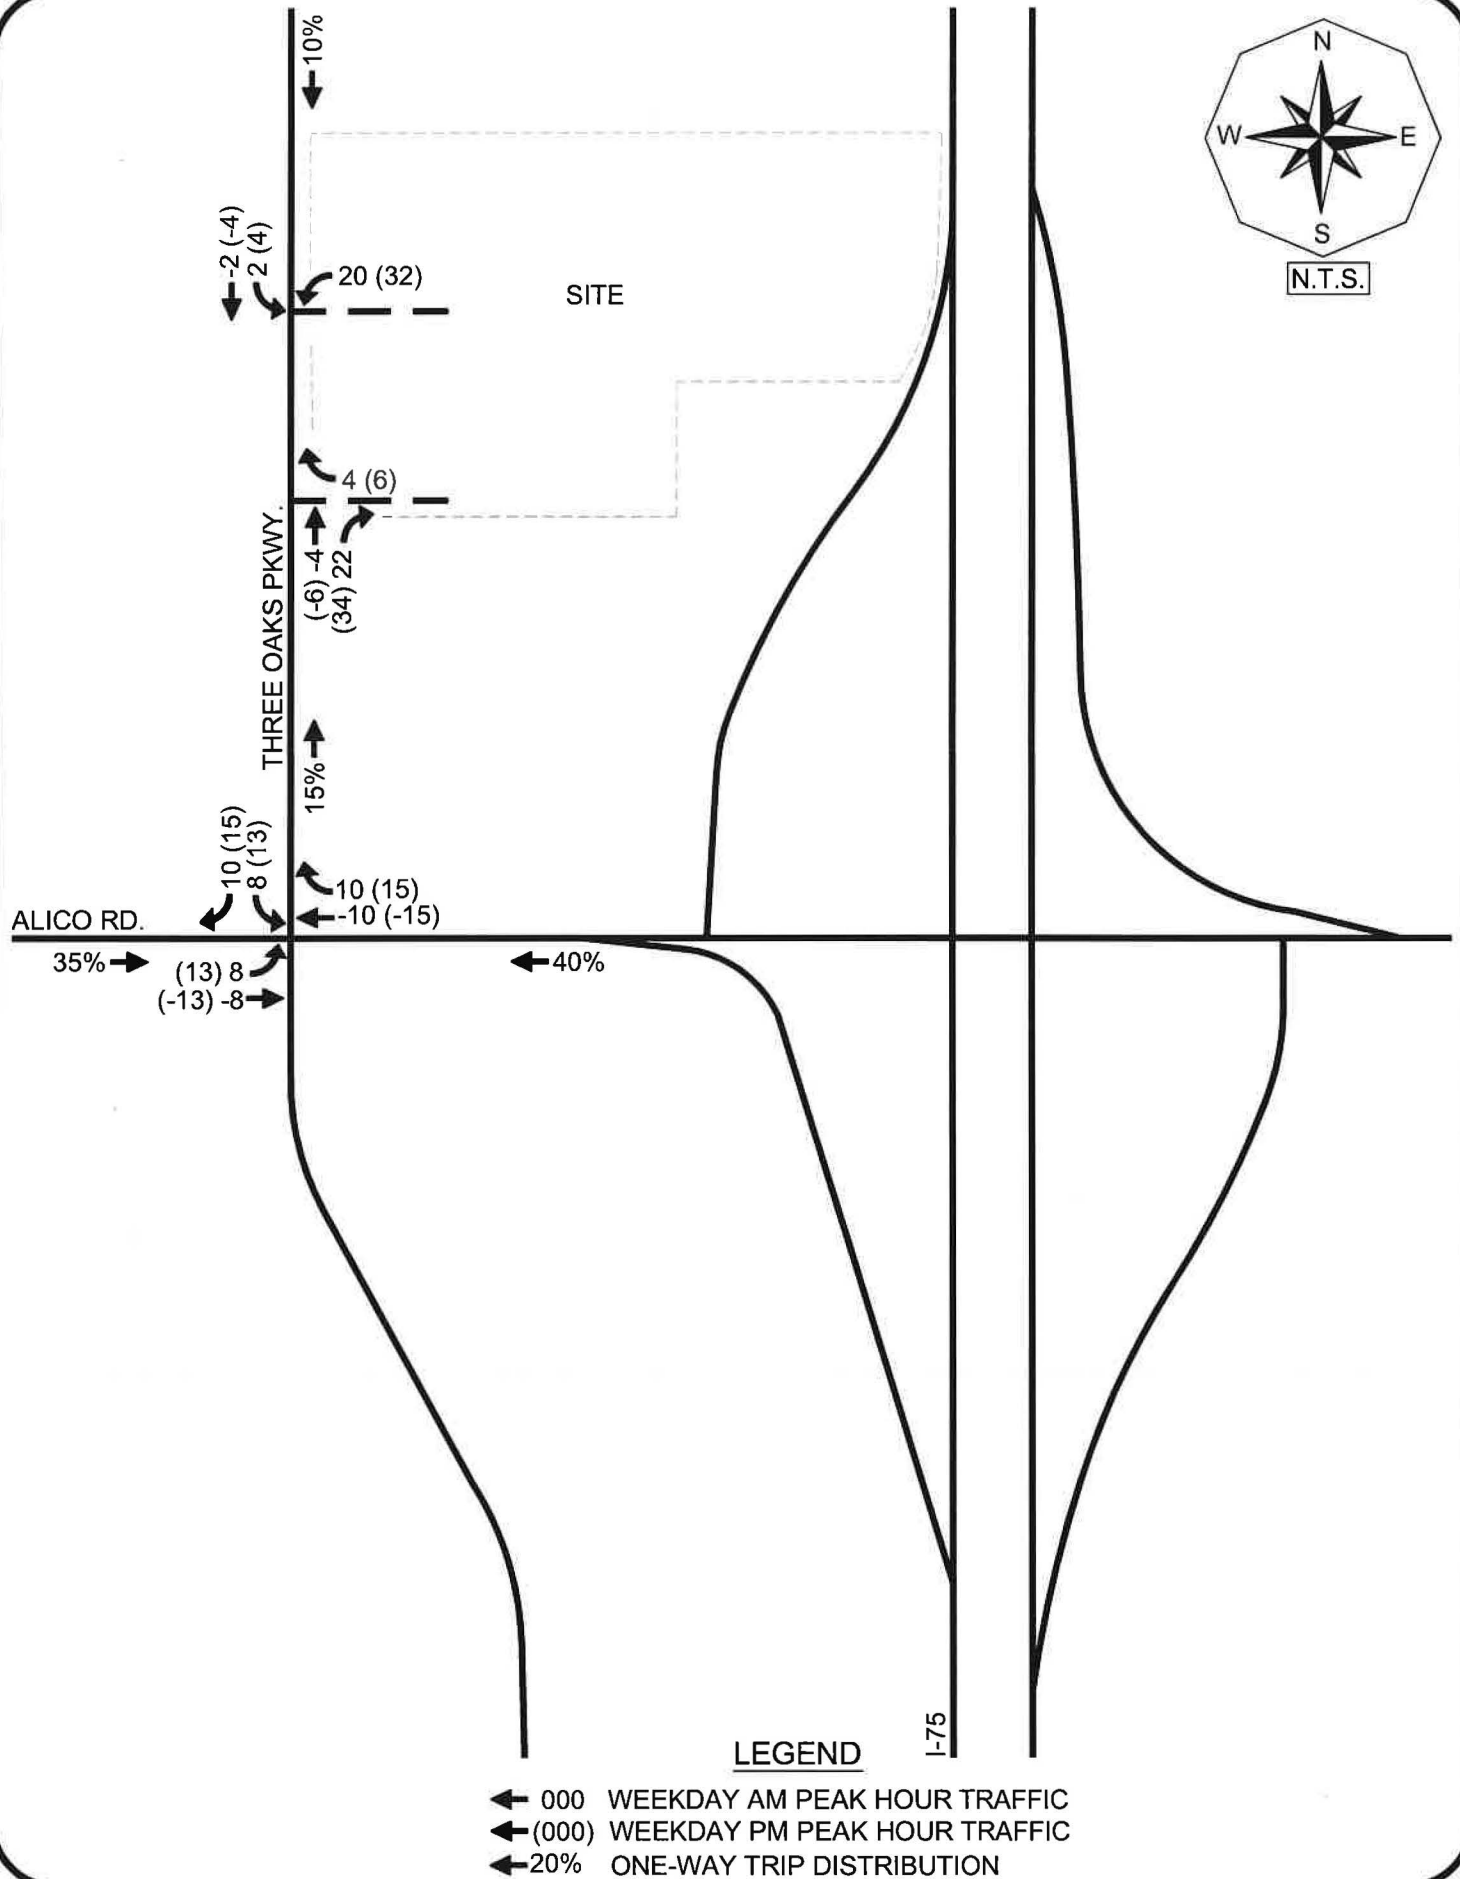 10%
N
W
E
S
N.T.S.
-2 (-4)
2 (4)
20 (32)
SITE
4 (6)
(-6) -4
(34) 22
THREE OAKS PKWY.
15%
10 (15)
8 (13)
10 (15)
-10 (-15)
ALICO RD.
35%
(13) 8
(-13) -8
40%
I-75
LEGEND
000 WEEKDAY AM PEAK HOUR TRAFFIC
(000) WEEKDAY PM PEAK HOUR TRAFFIC
20% ONE-WAY TRIP DISTRIBUTION